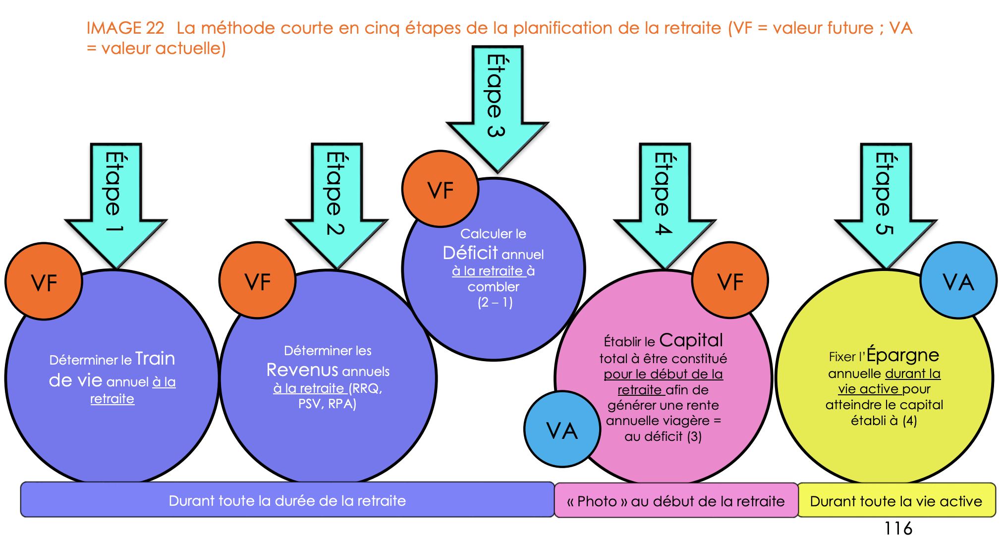 IMAGE 22 La méthode courte en cinq étapes de la planification de la retraite (VF = valeur future ; VA
= valeur actuelle)
Étape 1
VF
Déterminer le Train
de vie annuel à la
retraite
Étape 2
VF
Déterminer les
Revenus annuels
à la retraite (RRQ,
PSV, RPA)
Étape 3
VF
Calculer le
Déficit annuel
à la retraite à
combler
(2 – 1)
Étape 4
VF
VA
Établir le Capital
total à être constitué
pour le début de la
retraite afin de
générer une rente
annuelle viagère =
au déficit (3)
Étape 5
VA
Fixer l’Épargne
annuelle durant la
vie active pour
atteindre le capital
établi à (4)
Durant toute la durée de la retraite
« Photo » au début de la retraite
Durant toute la vie active
116